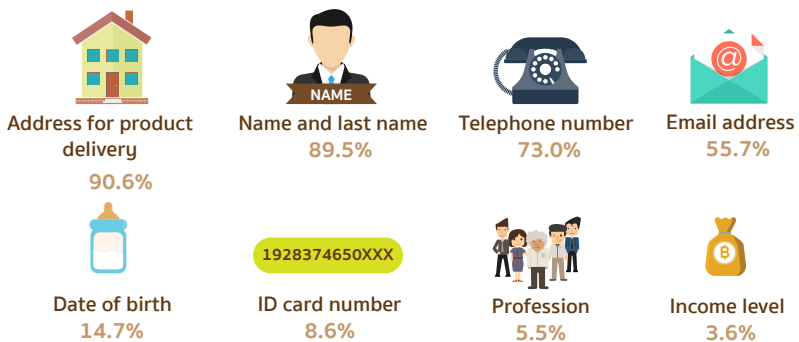 NAME
@
Address for product
delivery
90.6%
Name and last name
89.5%
Telephone number
73.0%
Email address
55.7%
1928374650XXX
฿
Date of birth
14.7%
ID card number
8.6%
Profession
5.5%
Income level
3.6%